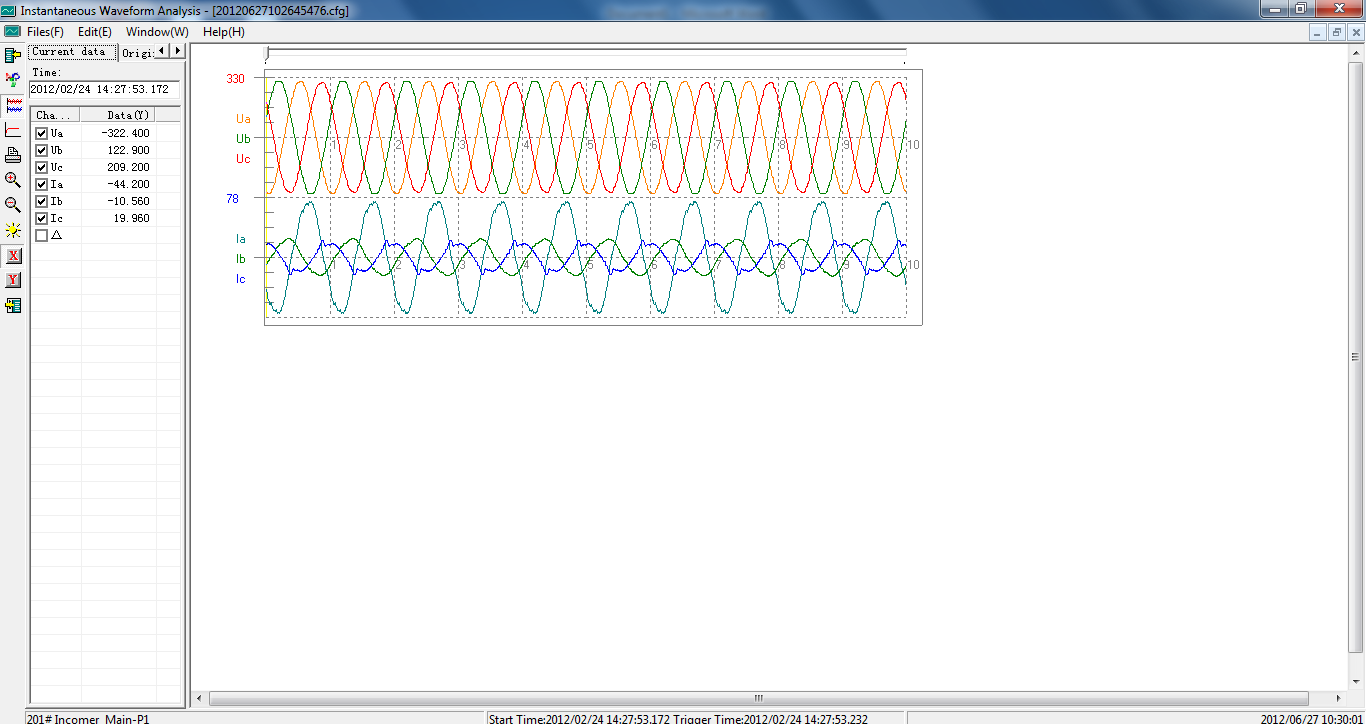 Instantaneous Waveform Analysis - [20120627102645476.cfg]
Files(F) Edit(E) Window(W) Help(H)
Current data Origi
Time:
2012/02/24 14:27:53.172
Cha... Data(Y)
Ua -322.400
Ub 122.900
Uc 209.200
Ia -44.200
Ib -10.560
Ic 19.960
△
X
Y
330
Ua
Ub
Uc
1 2 3 4 5 6 7 8 9 10
78
Ia
Ib
Ic
1 2 3 4 5 6 7 8 9 10
201# Incomer_Main-P1 Start Time:2012/02/24 14:27:53.172 Trigger Time:2012/02/24 14:27:53.232 2012/06/27 10:30:01